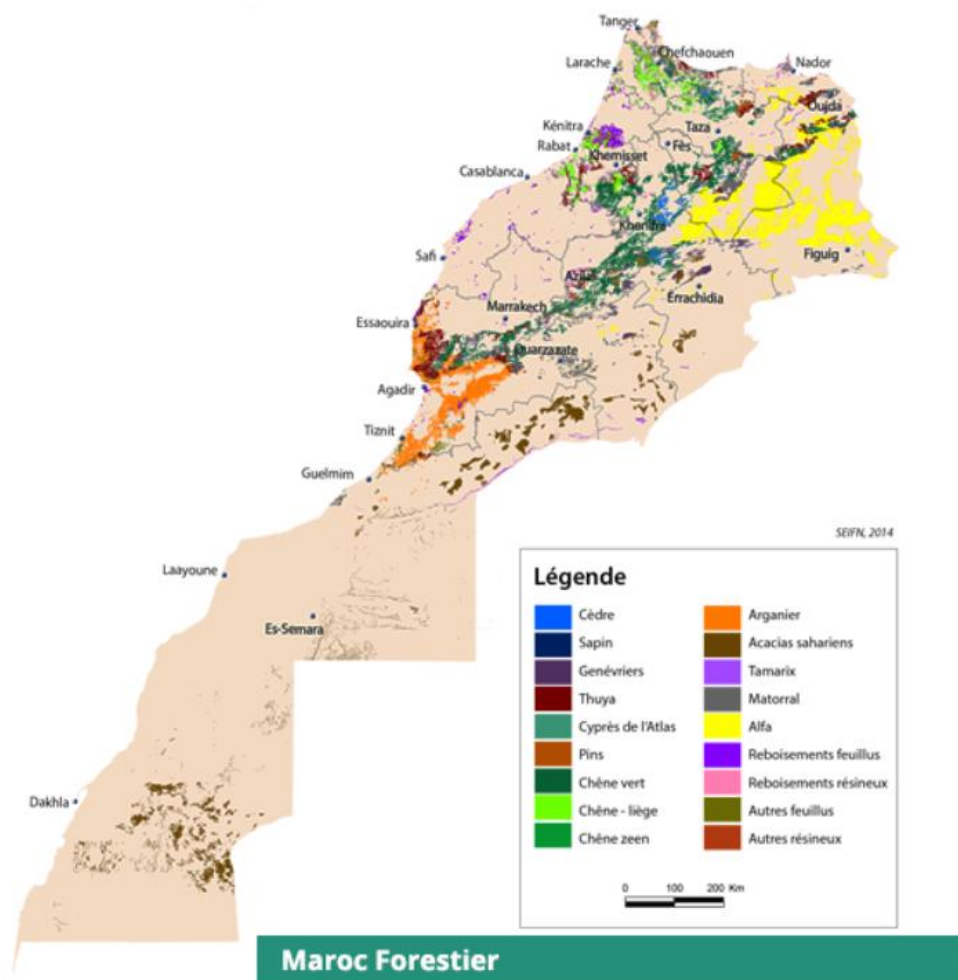 Tanger
Chefchaouen
Larache
Nador
Oujda
Kénitra
Taza
Rabat
Fès
Khemisset
Casablanca
Khénifra
Safi
Figuig
Azilal
Errachidia
Marrakech
Essaouira
Ouarzazate
Agadir
Tiznit
Guelmim
SEIFN, 2014
Laayoune
Es-Semara
Dakhla
Légende
Cèdre
Sapin
Genévriers
Thuya
Cyprès de l'Atlas
Pins
Chêne vert
Chêne - liège
Chêne zeen
Arganier
Acacias sahariens
Tamarix
Matorral
Alfa
Reboisements feuillus
Reboisements résineux
Autres feuillus
Autres résineux
0 100 200 Km
Maroc Forestier